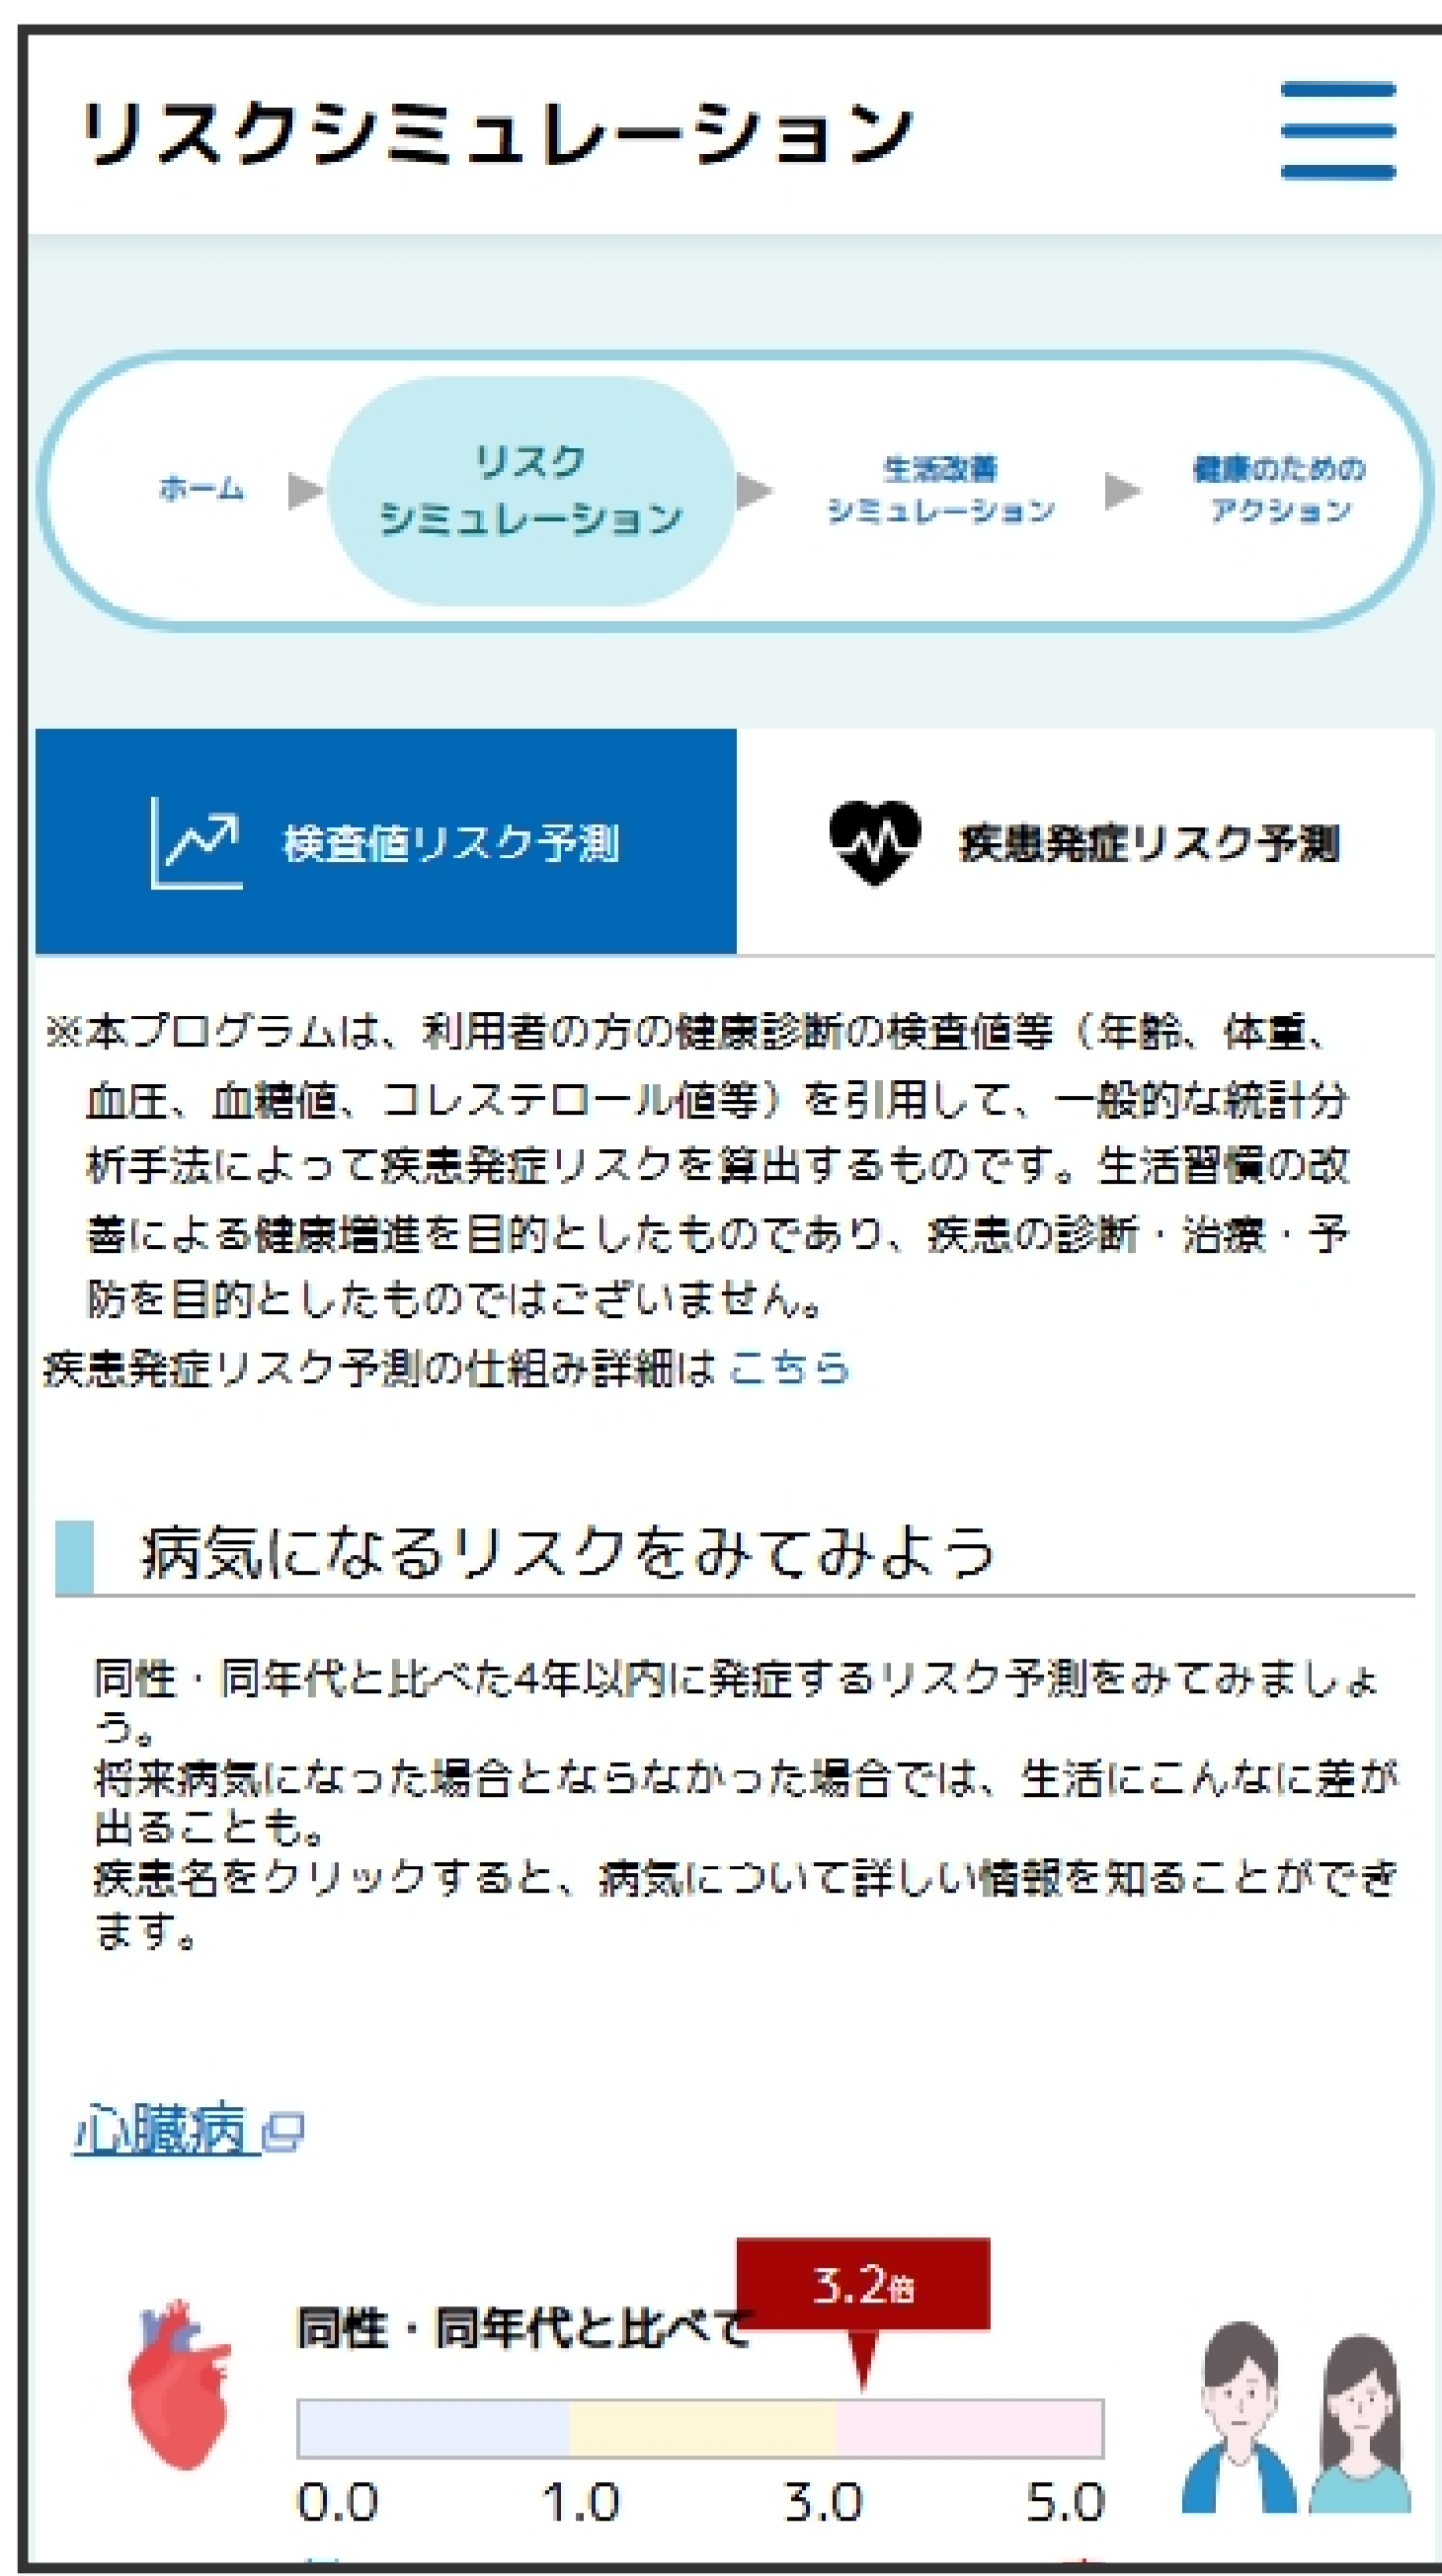 リスクシミュレーション
ホーム
リスク
シミュレーション
生活改善
シミュレーション
健康のための
アクション
検査値リスク予測
疾患発症リスク予測
※本プログラムは、利用者の方の健康診断の検査値等（年齢、体重、
血圧、血糖値、コレステロール値等）を引用して、一般的な統計分
析手法によって疾患発症リスクを算出するものです。生活習慣の改
善による健康増進を目的としたものであり、疾患の診断・治療・予
防を目的としたものではございません。
疾患発症リスク予測の仕組み詳細は こちら
病気になるリスクをみてみよう
同性・同年代と比べた4年以内に発症するリスク予測をみてみましょ
う。
将来病気になった場合とならなかった場合では、生活にこんなに差が
出ることも。
疾患名をクリックすると、病気について詳しい情報を知ることができ
ます。
心臓病
3.2倍
同性・同年代と比べて
0.0 1.0 3.0 5.0